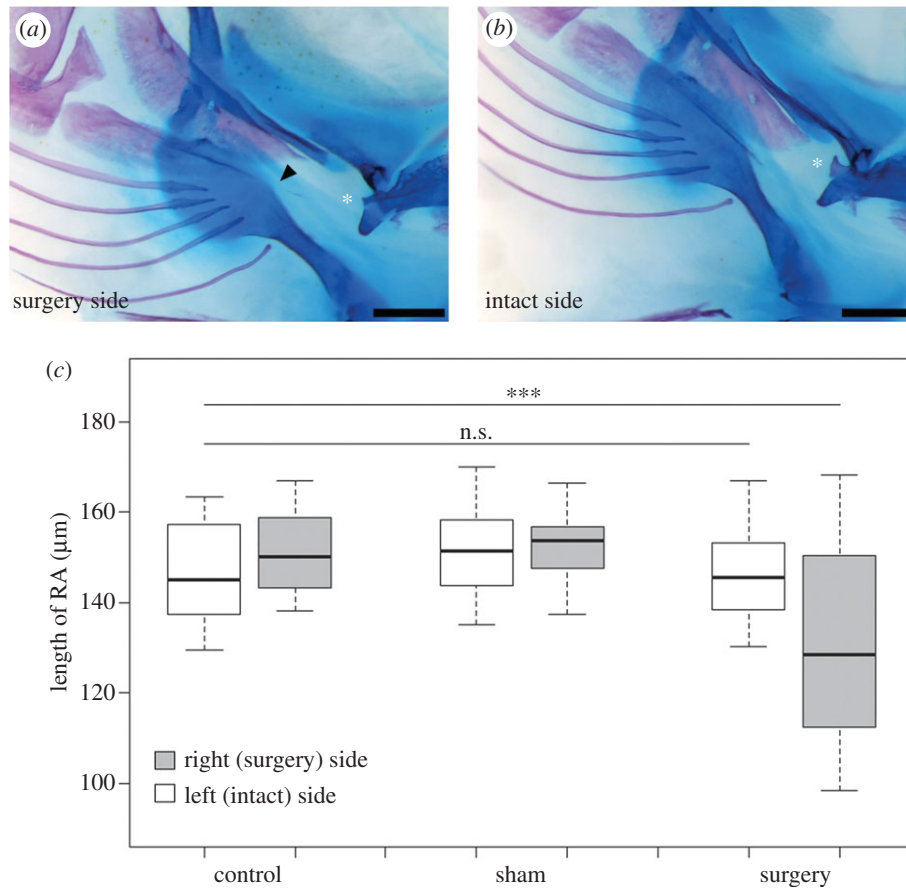 (a)
(b)
*
*
surgery side
intact side
(c)
***
n.s.
180
160
140
120
100
length of RA (μm)
right (surgery) side
left (intact) side
control sham surgery